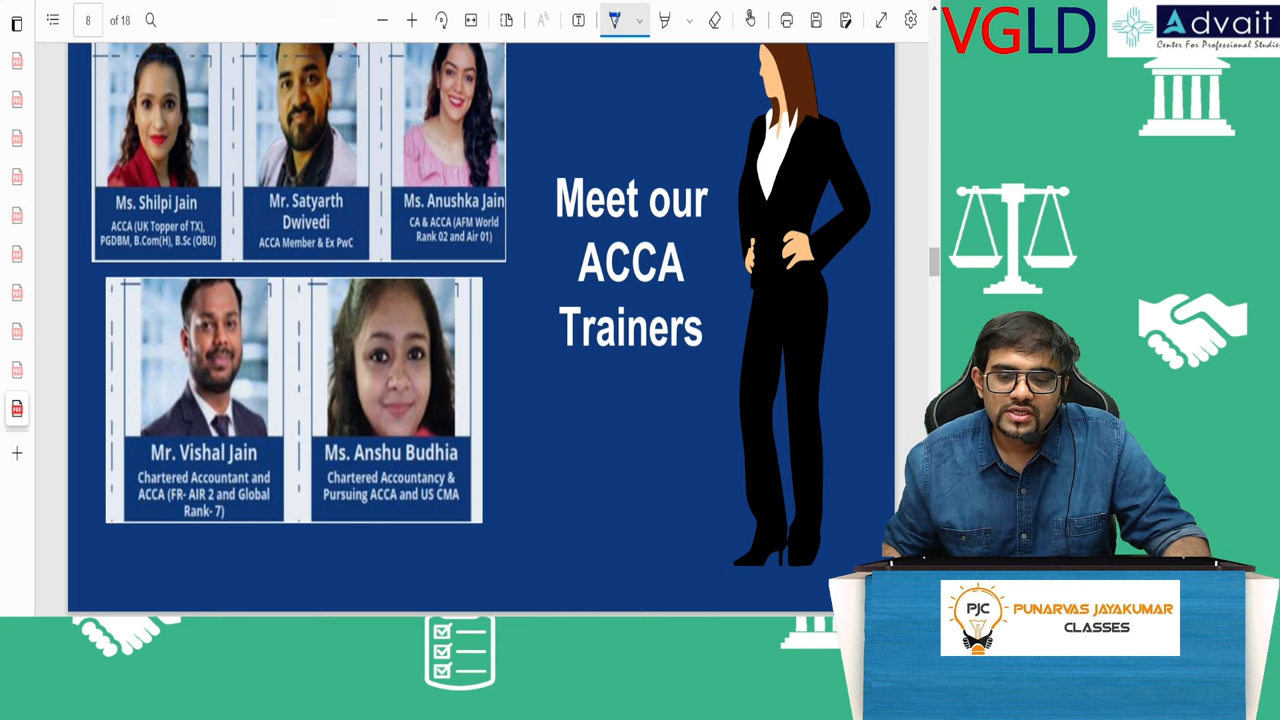 8 of 18
VGLD
Advait
Center For Professional Studies
Ms. Shilpi Jain
ACCA (UK Topper of TX),
PGDBM, B.Com(H), B.Sc (OBU)
Mr. Satyarth
Dwivedi
ACCA Member & Ex PwC
Ms. Anushka Jain
CA & ACCA (AFM World
Rank 02 and Air 01)
Mr. Vishal Jain
Chartered Accountant and
ACCA (FR- AIR 2 and Global
Rank- 7)
Ms. Anshu Budhia
Chartered Accountancy &
Pursuing ACCA and US CMA
Meet our
ACCA
Trainers
PJC
PUNARVAS JAYAKUMAR
CLASSES